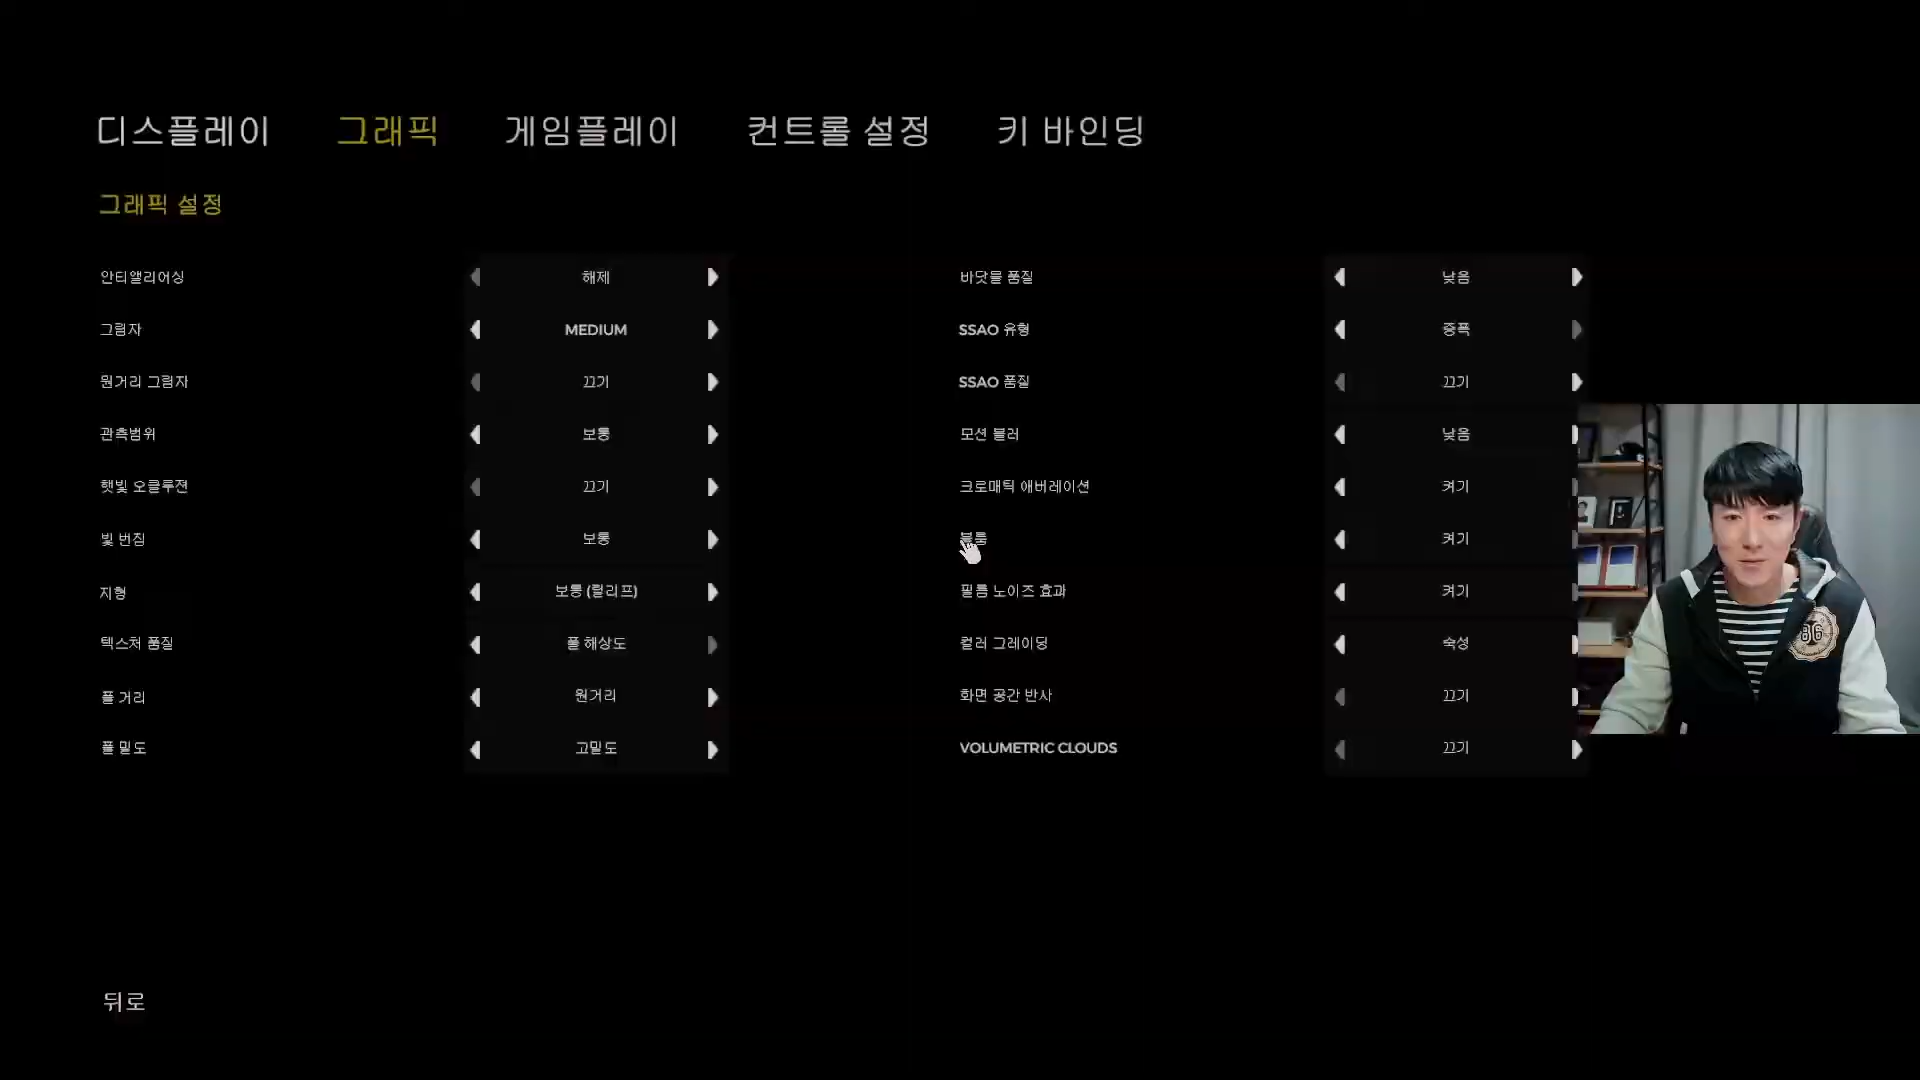 디스플레이 그래픽 게임플레이 컨트롤 설정 키 바인딩
그래픽 설정
안티앨리어싱 해제
그림자 MEDIUM
원거리 그림자 끄기
관측범위 보통
햇빛 오클루젼 끄기
빛 번짐 보통
지형 보통 (릴리프)
텍스처 품질 풀 해상도
풀 거리 원거리
풀 밀도 고밀도
바닷물 품질 낮음
SSAO 유형 증폭
SSAO 품질 끄기
모션 블러 낮음
크로매틱 애버레이션 켜기
블룸 켜기
필름 노이즈 효과 켜기
컬러 그레이딩 숙성
화면 공간 반사 끄기
VOLUMETRIC CLOUDS 끄기
86
뒤로